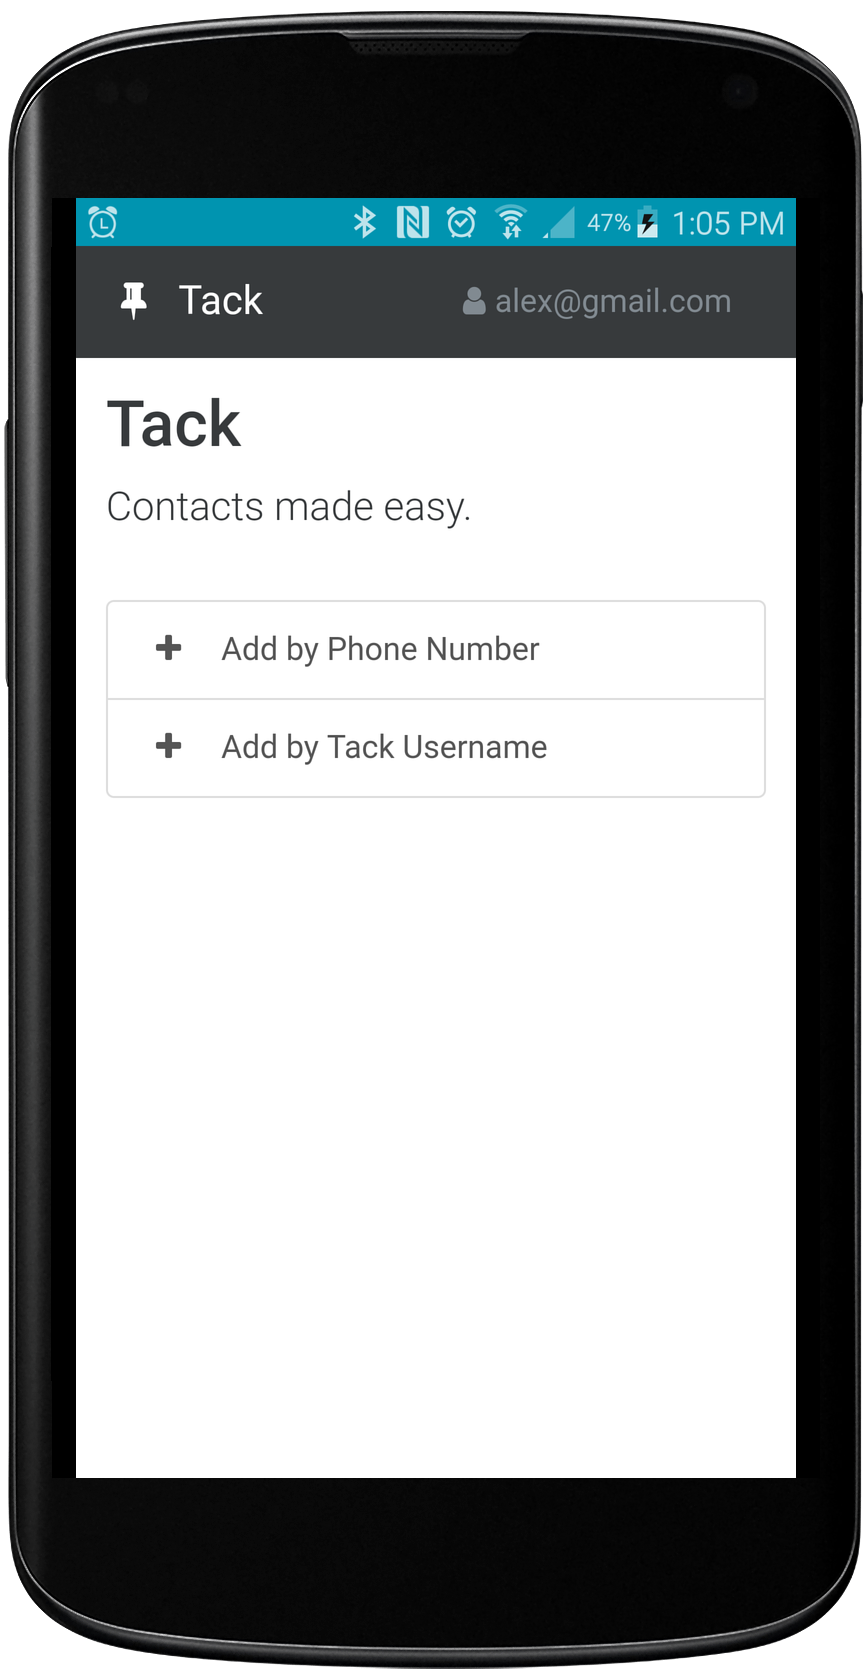 47% 1:05 PM
Tack alex@gmail.com
Tack
Contacts made easy.
Add by Phone Number
Add by Tack Username